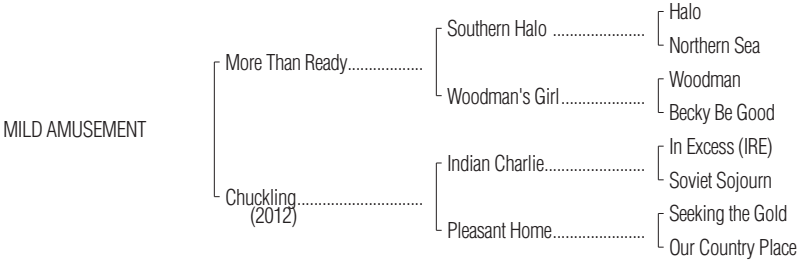 Halo
Southern Halo ......................
Northern Sea
More Than Ready..................
Woodman
Woodman's Girl....................
Becky Be Good
MILD AMUSEMENT
In Excess (IRE)
Indian Charlie........................
Soviet Sojourn
Chuckling..............................
(2012)
Seeking the Gold
Pleasant Home......................
Our Country Place